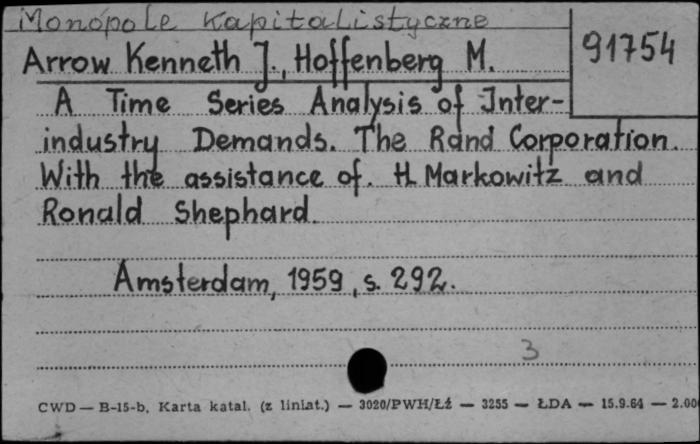 Monopole Kapitalistyczne
91754
Arrow Kenneth J., Hoffenberg M.
A Time Series Analysis of Inter-
industry Demands. The Rand Corporation.
With the assistance of. H. Markowitz and
Ronald Shephard.
Amsterdam, 1959, s. 292.
3
CWD — B-15-b, Karta katal. (z liniat.) — 3020/PWH/Łź — 3255 — ŁDA — 15.9.64 — 2.00